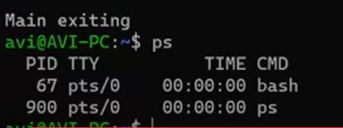 Main exiting
avi@AVI-PC:~$ ps
PID TTY TIME CMD
67 pts/0 00:00:00 bash
900 pts/0 00:00:00 ps
avi@AVI-PC:~$